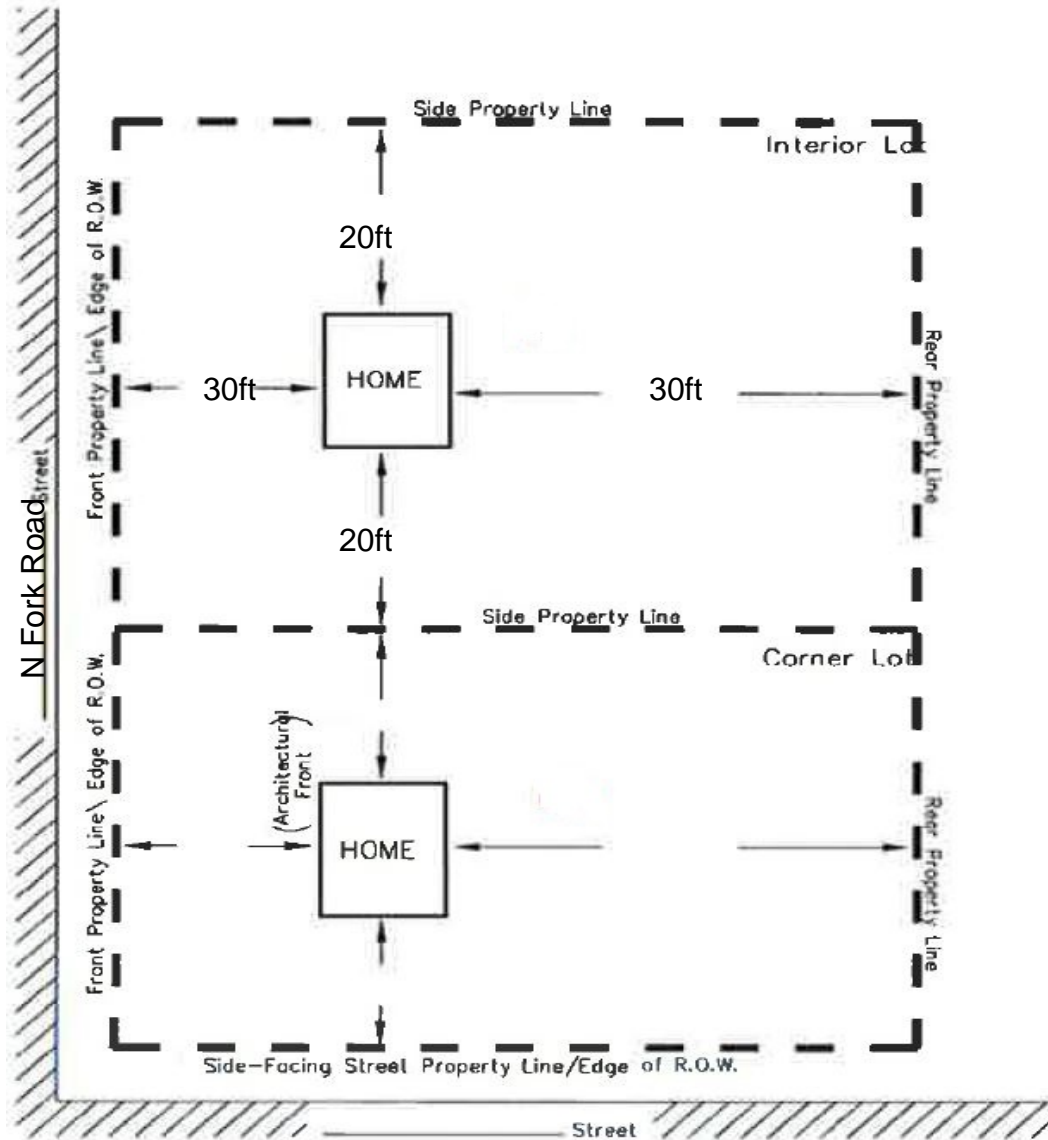 Side Property Line
Interior Lot
Front Property Line\ Edge of R.O.W.
20ft
HOME
30ft
30ft
Rear Property Line
20ft
Street
N Fork Road
Side Property Line
Corner Lot
Front Property Line\ Edge of R.O.W.
(Architectural
Front )
HOME
Rear Property Line
Side-Facing Street Property Line/Edge of R.O.W.
Street